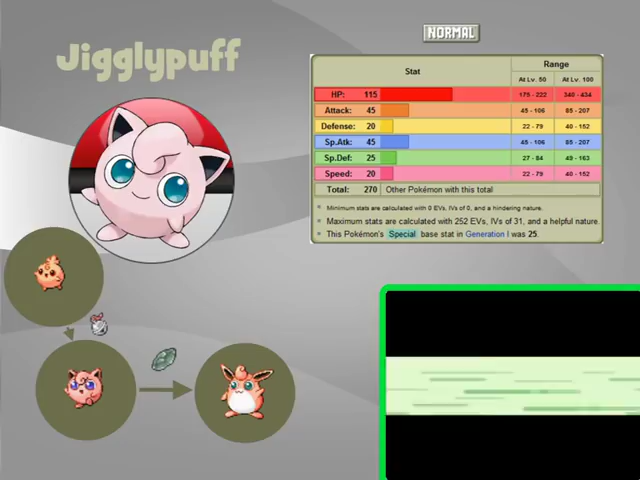 Jigglypuff
NORMAL
Stat Range
At Lv. 50 At Lv. 100
HP: 115 175 - 222 340 - 434
Attack: 45 45 - 106 85 - 207
Defense: 20 22 - 79 40 - 152
Sp.Atk: 45 45 - 106 85 - 207
Sp.Def: 25 27 - 84 49 - 163
Speed: 20 22 - 79 40 - 152
Total: 270 Other Pokémon with this total
Minimum stats are calculated with 0 EVs, IVs of 0, and a hindering nature.
Maximum stats are calculated with 252 EVs, IVs of 31, and a helpful nature.
This Pokémon's Special base stat in Generation I was 25.